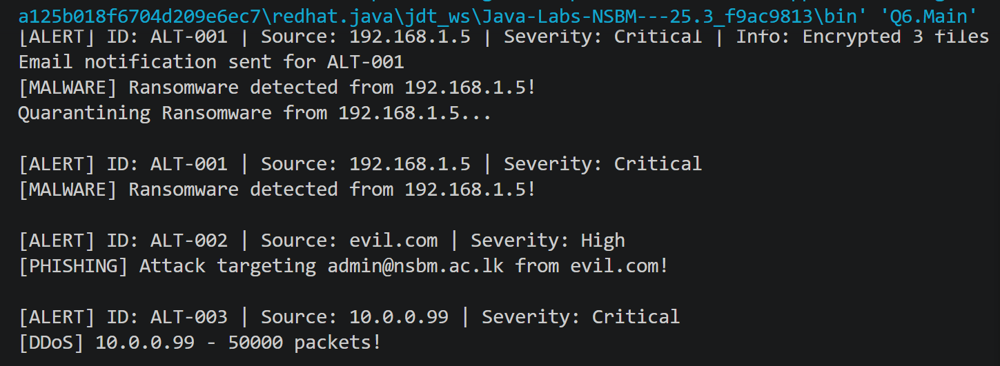 a125b018f6704d209e6ec7\redhat.java\jdt_ws\Java-Labs-NSBM---25.3_f9ac9813\bin' 'Q6.Main'
[ALERT] ID: ALT-001 | Source: 192.168.1.5 | Severity: Critical | Info: Encrypted 3 files
Email notification sent for ALT-001
[MALWARE] Ransomware detected from 192.168.1.5!
Quarantining Ransomware from 192.168.1.5...
[ALERT] ID: ALT-001 | Source: 192.168.1.5 | Severity: Critical
[MALWARE] Ransomware detected from 192.168.1.5!
[ALERT] ID: ALT-002 | Source: evil.com | Severity: High
[PHISHING] Attack targeting admin@nsbm.ac.lk from evil.com!
[ALERT] ID: ALT-003 | Source: 10.0.0.99 | Severity: Critical
[DDoS] 10.0.0.99 - 50000 packets!